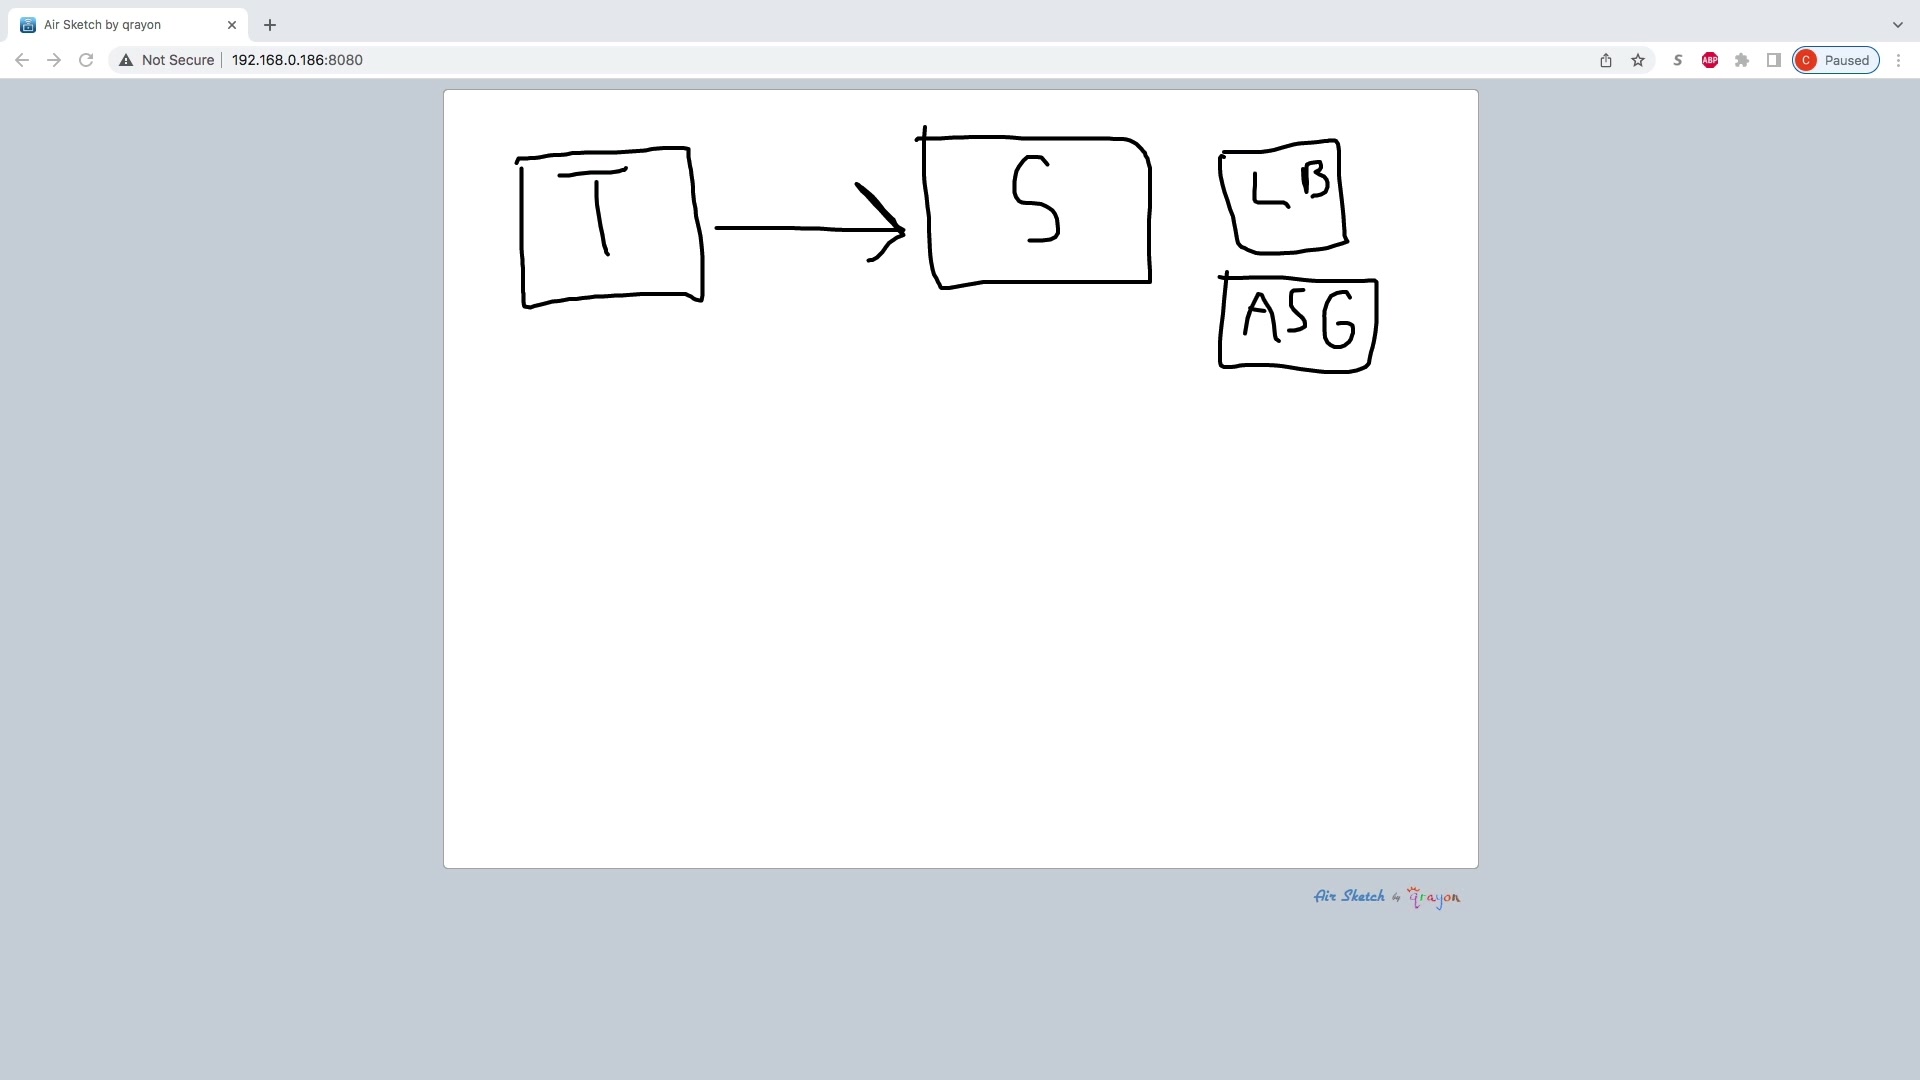 Air Sketch by qrayon
Not Secure 192.168.0.186:8080
S
ABP
C
Paused
T
S
LB
ASG
Air Sketch by qrayon